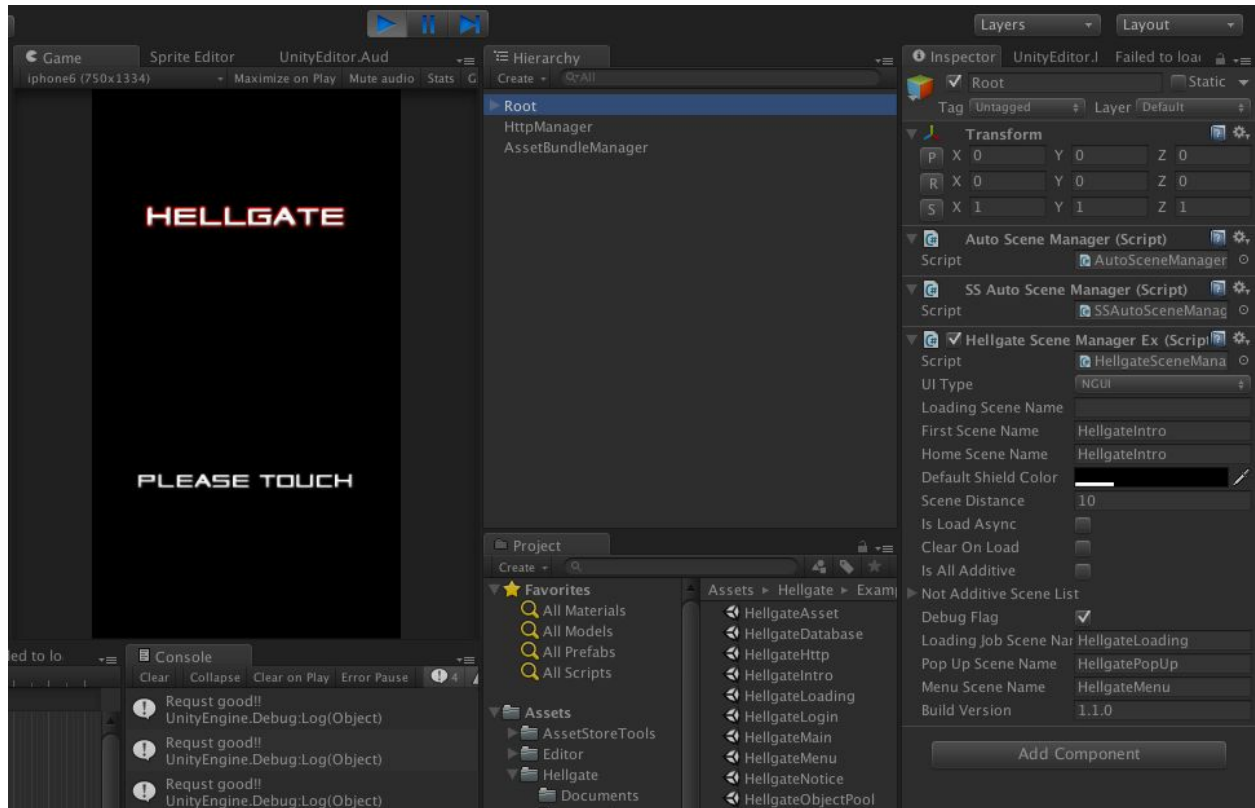 Layers
Layout
Game
Sprite Editor
UnityEditor.Aud
iphone6 (750x1334)
Maximize on Play
Mute audio
Stats
G
HELLGATE
PLEASE TOUCH
Hierarchy
Create
All
Root
HttpManager
AssetBundleManager
Inspector
UnityEditor.I
Failed to loa
Root
Static
Tag Untagged
Layer Default
Transform
P X 0 Y 0 Z 0
R X 0 Y 0 Z 0
S X 1 Y 1 Z 1
Auto Scene Manager (Script)
Script AutoSceneManager
SS Auto Scene Manager (Script)
Script SSAutoSceneManag
Hellgate Scene Manager Ex (Script
Script HellgateSceneMana
UI Type NGUI
Loading Scene Name
First Scene Name HellgateIntro
Home Scene Name HellgateIntro
Default Shield Color
Scene Distance 10
Is Load Async
Clear On Load
Is All Additive
Not Additive Scene List
Debug Flag
Loading Job Scene Nar HellgateLoading
Pop Up Scene Name HellgatePopUp
Menu Scene Name HellgateMenu
Build Version 1.1.0
Add Component
Project
Create
Favorites
All Materials
All Models
All Prefabs
All Scripts
Assets
AssetStoreTools
Editor
Hellgate
Documents
Assets Hellgate Examp
HellgateAsset
HellgateDatabase
HellgateHttp
HellgateIntro
HellgateLoading
HellgateLogin
HellgateMain
HellgateMenu
HellgateNotice
HellgateObjectPool
led to lo
Console
Clear
Collapse
Clear on Play
Error Pause
4
Requst good!!
UnityEngine.Debug:Log(Object)
Requst good!!
UnityEngine.Debug:Log(Object)
Requst good!!
UnityEngine.Debug:Log(Object)